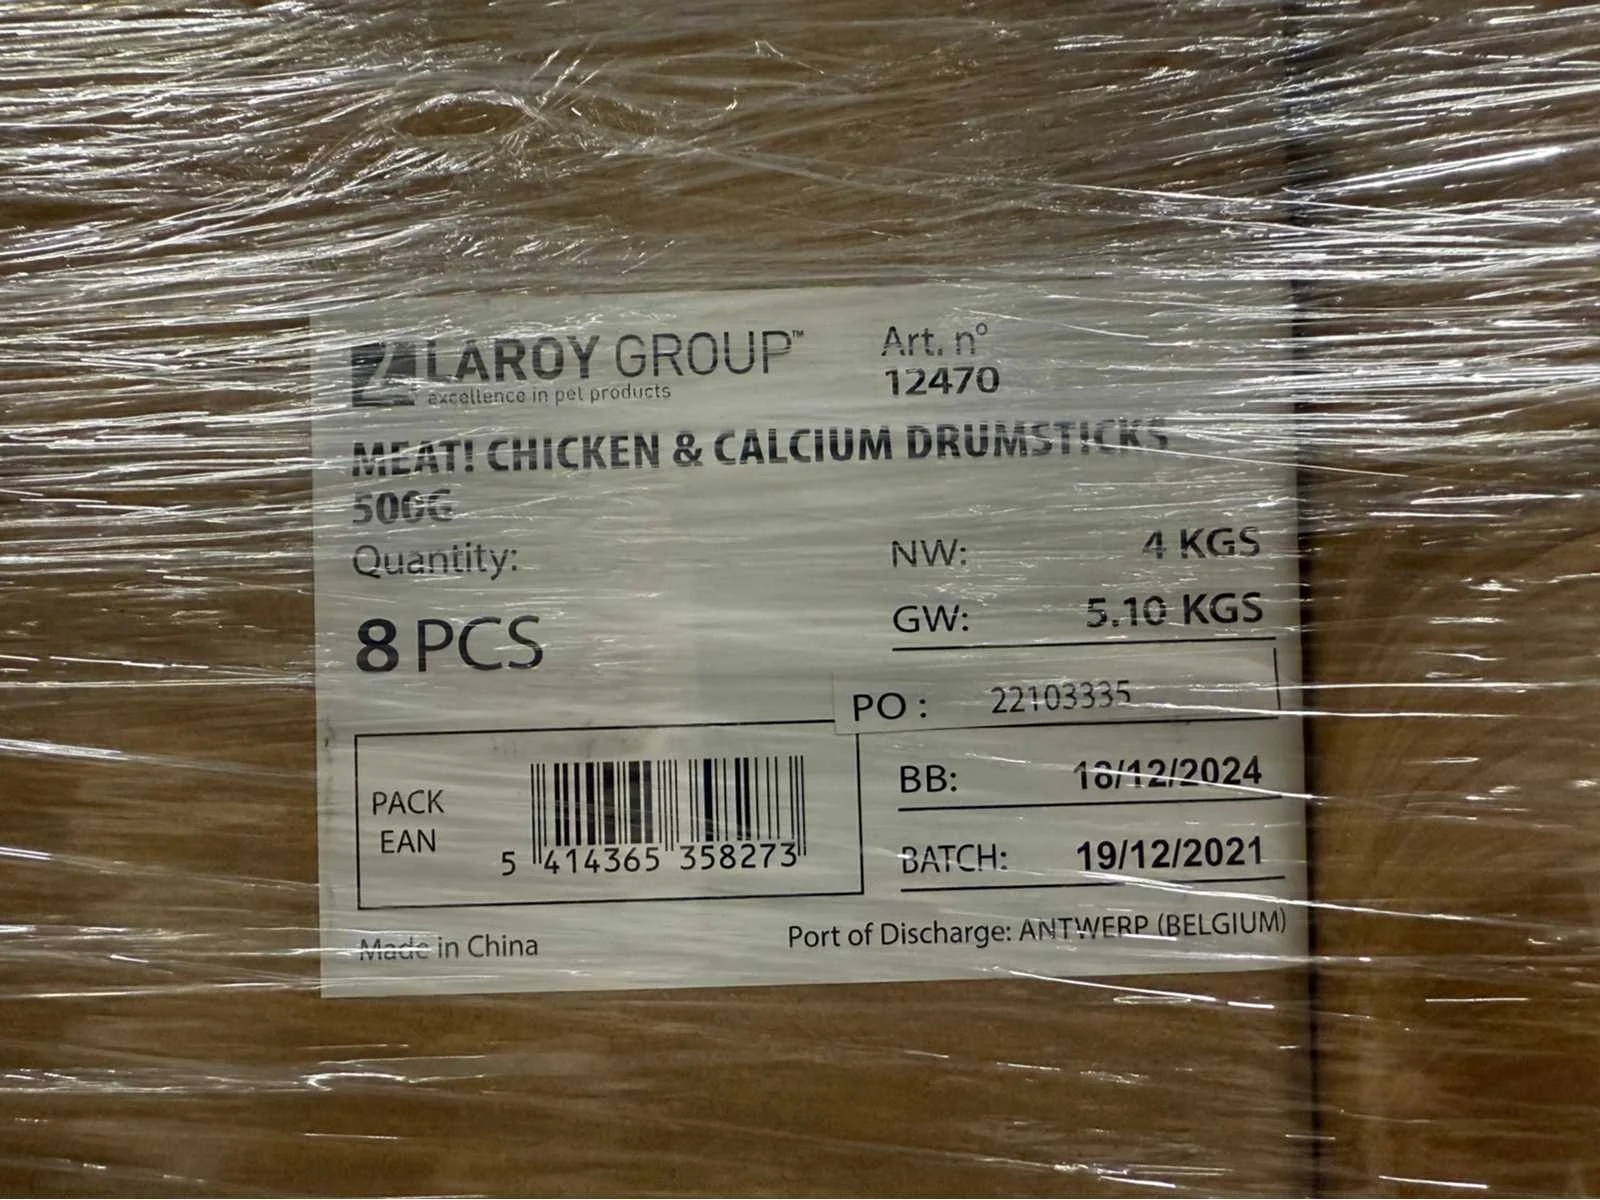 LAROY GROUP™
excellence in pet products
Art. n°
12470
MEAT! CHICKEN & CALCIUM DRUMSTICKS
500G
Quantity:
8 PCS
NW: 4 KGS
GW: 5.10 KGS
PO : 22103335
PACK
EAN
5 414365 358273
BB: 18/12/2024
BATCH: 19/12/2021
Made in China
Port of Discharge: ANTWERP (BELGIUM)